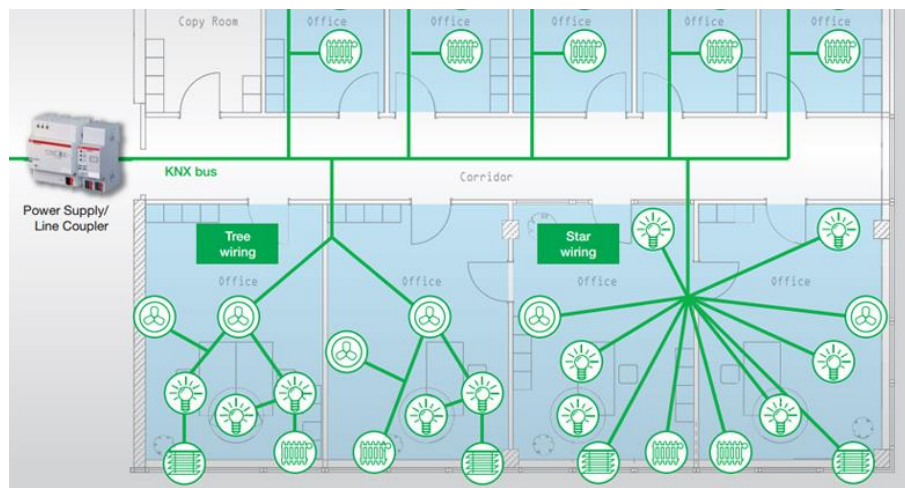 Copy Room
Office
Office
Office
Office
Office
KNX bus
Corridor
Power Supply/
Line Coupler
Tree
wiring
Star
wiring
Office
Office
Office
Office